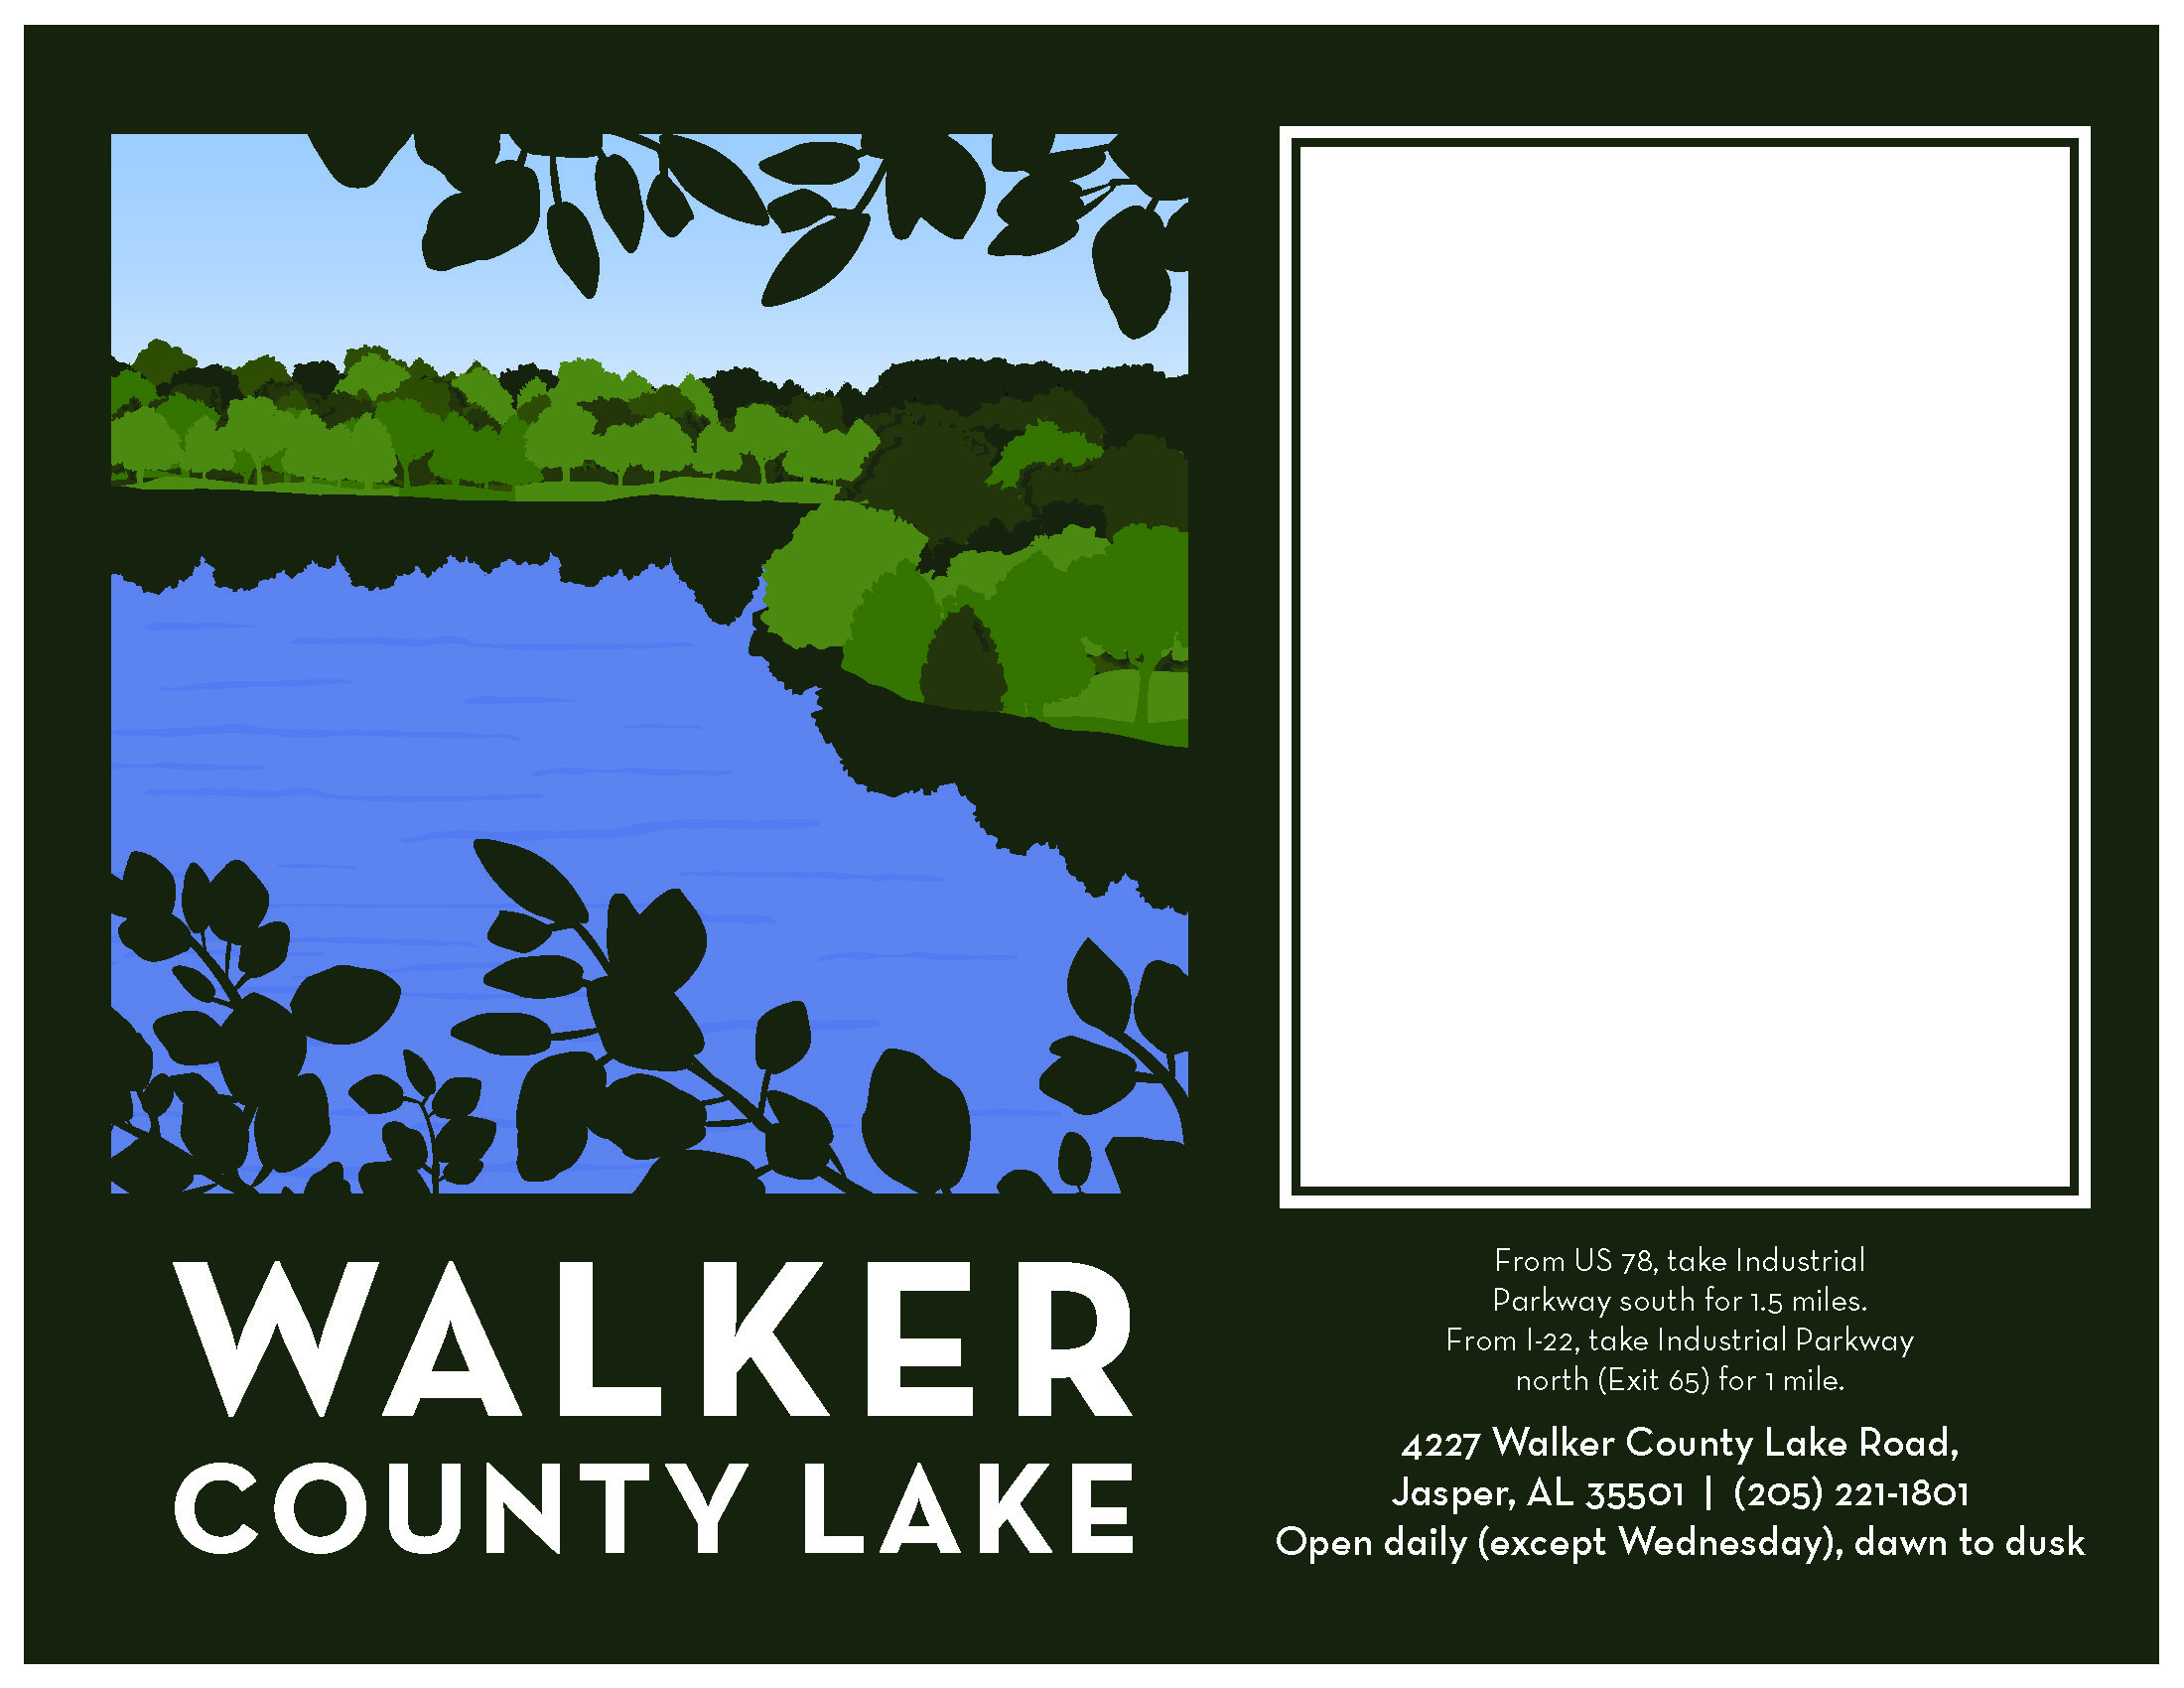 WALKER
COUNTY LAKE
From US 78, take Industrial
Parkway south for 1.5 miles.
From I-22, take Industrial Parkway
north (Exit 65) for 1 mile.
4227 Walker County Lake Road,
Jasper, AL 35501 | (205) 221-1801
Open daily (except Wednesday), dawn to dusk